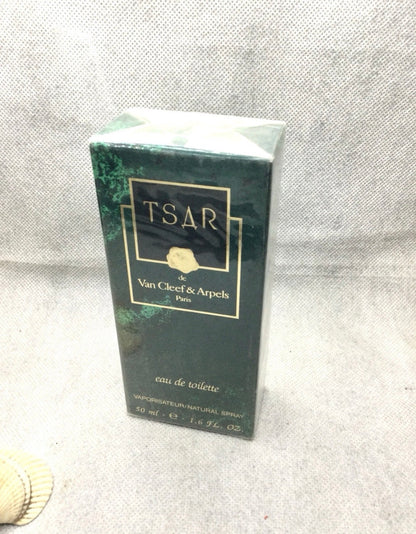 TSAR
de
Van Cleef & Arpels
Paris
eau de toilette
VAPORISATEUR/NATURAL SPRAY
50 ml - e - 1.6 FL. OZ.